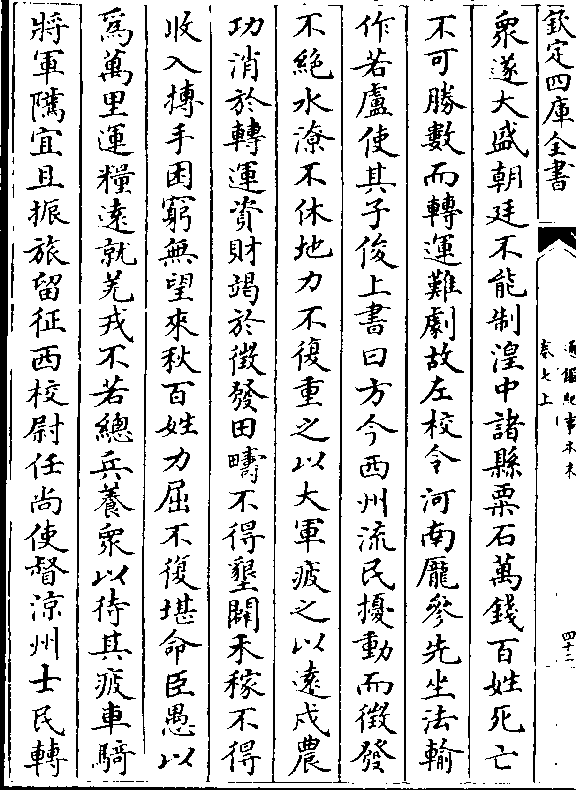 欽定四庫全書
通鑑紀事本末
卷七上
四十二
衆遂大盛朝廷不能制湟中諸縣粟石萬錢百姓死亡
不可勝數而轉運難劇故左校令河南龐參先坐法輸
作若盧使其子俊上書曰方今西州流民擾動而徵發
不絶水潦不休地力不復重之以大軍疲之以遠戍農
功消於轉運資財竭於徵發田疇不得墾闢禾稼不得
收入搏手困窮無望來秋百姓力屈不復堪命臣愚以
爲萬里運糧遠就羌戎不若總兵養衆以待其疲車騎
將軍隲宜且振旅留征西校尉任尚使督涼州士民轉